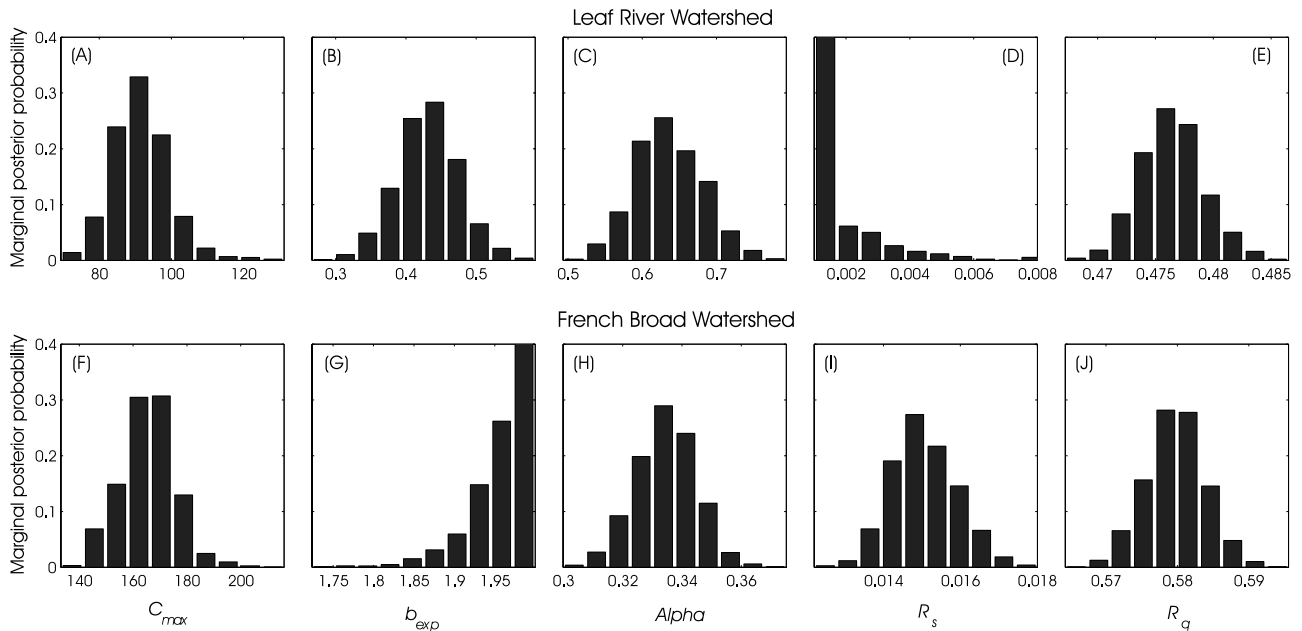 Leaf River Watershed
Marginal posterior probability
0.4
0.3
0.2
0.1
0
(A)
(B)
(C)
(D)
(E)
80 100 120
0.3 0.4 0.5
0.5 0.6 0.7
0.002 0.004 0.006 0.008
0.47 0.475 0.48 0.485
French Broad Watershed
Marginal posterior probability
0.4
0.3
0.2
0.1
0
(F)
(G)
(H)
(I)
(J)
140 160 180 200
1.75 1.8 1.85 1.9 1.95
0.3 0.32 0.34 0.36
0.014 0.016 0.018
0.57 0.58 0.59
C_max
b_exp
Alpha
R_s
R_q